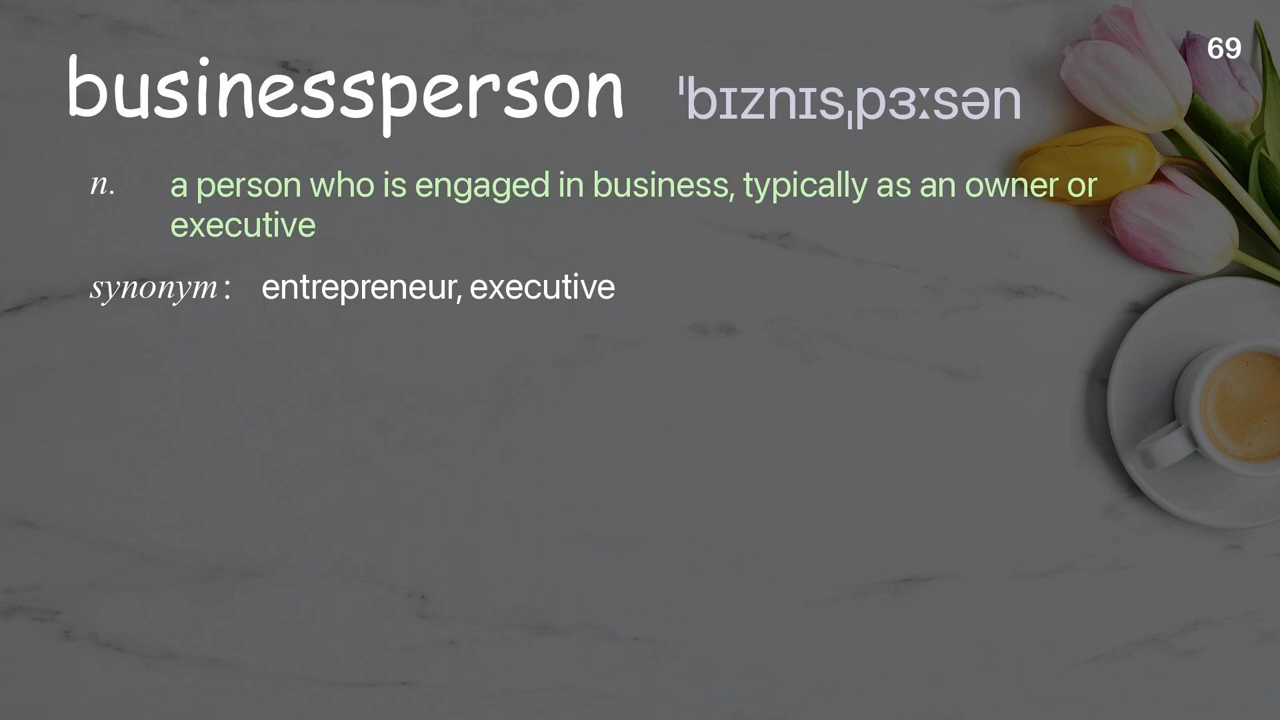 69
businessperson ˈbɪznɪsˌpɜːsən
n. a person who is engaged in business, typically as an owner or
executive
synonym : entrepreneur, executive